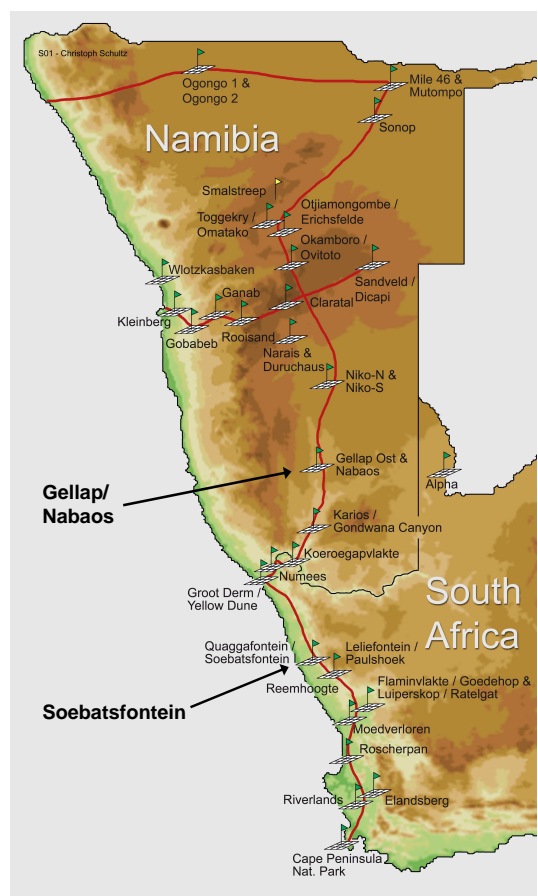 S01 - Christoph Schultz
Ogongo 1 &
Ogongo 2
Mile 46 &
Mutompo
Sonop
Namibia
Smalstreep
Otjiamongombe /
Erichsfelde
Toggekry /
Omatako
Okamboro /
Ovitoto
Wlotzkasbaken
Sandveld /
Dicapi
Ganab
Claratal
Kleinberg
Gobabeb
Rooisand
Narais &
Duruchaus
Niko-N &
Niko-S
Gellap Ost &
Nabaos
Alpha
Gellap/
Nabaos
Karios /
Gondwana Canyon
Koeroegapvlakte
Numees
Groot Derm /
Yellow Dune
South
Africa
Quaggafontein /
Soebatsfontein
Leliefontein /
Paulshoek
Reemhoogte
Flaminvlakte / Goedehop &
Luiperskop / Ratelgat
Soebatsfontein
Moedverloren
Roscherpan
Riverlands
Elandsberg
Cape Peninsula
Nat. Park